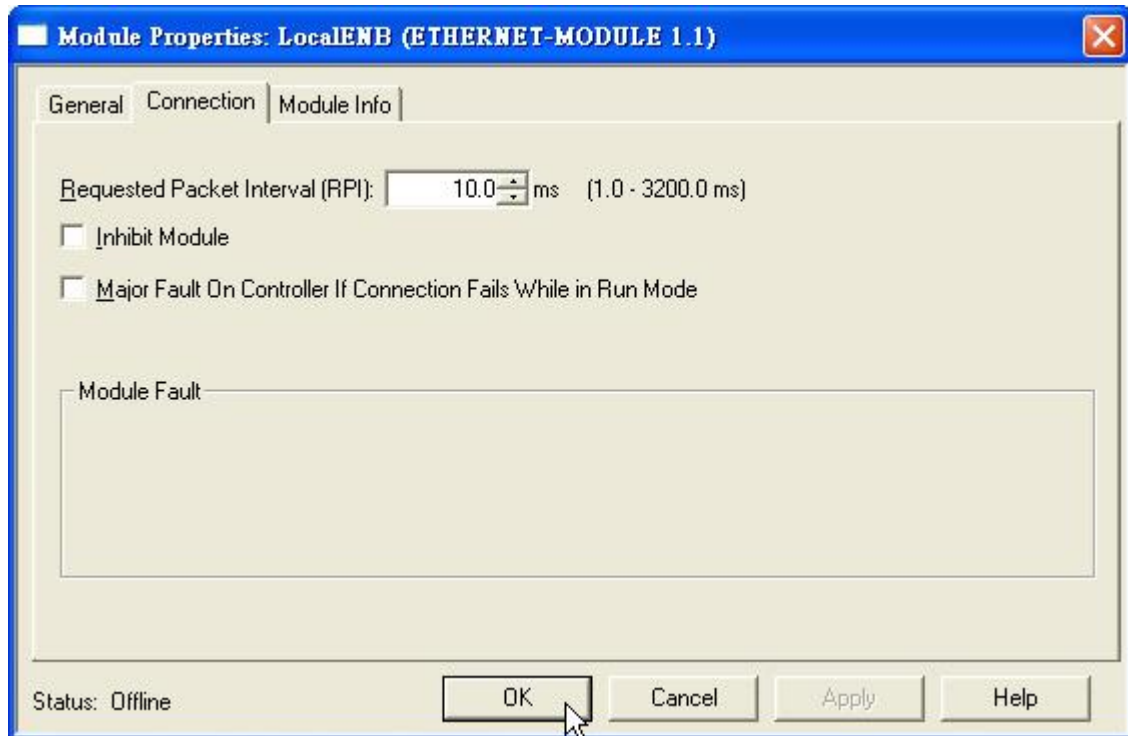 Module Properties: LocalENB (ETHERNET-MODULE 1.1)
General Connection Module Info
Requested Packet Interval (RPI): 10.0 ms (1.0 - 3200.0 ms)
Inhibit Module
Major Fault On Controller If Connection Fails While in Run Mode
Module Fault
Status: Offline OK Cancel Apply Help